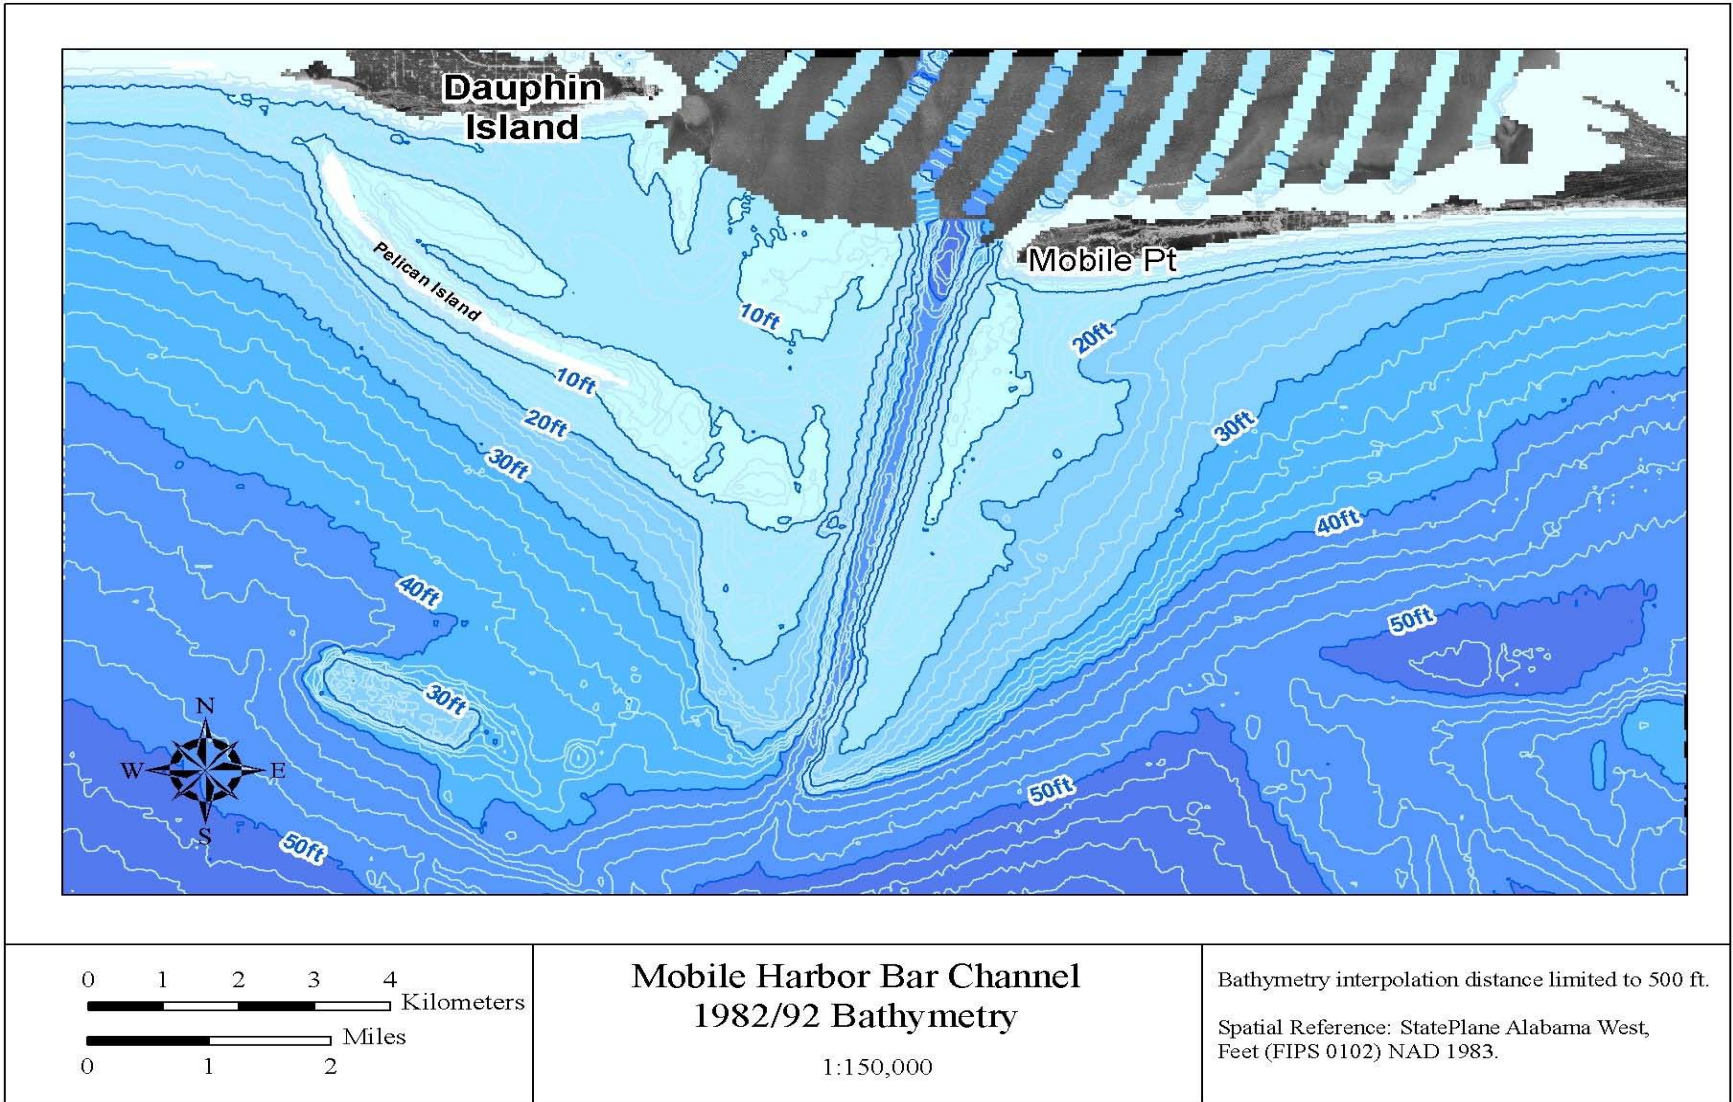 Dauphin
Island
Mobile Pt
Pelican Island
10ft
20ft
10ft
20ft
30ft
30ft
40ft
40ft
50ft
30ft
N
W E
S
50ft
50ft
0 1 2 3 4
Kilometers
Miles
0 1 2
Mobile Harbor Bar Channel
1982/92 Bathymetry
1:150,000
Bathymetry interpolation distance limited to 500 ft.
Spatial Reference: StatePlane Alabama West,
Feet (FIPS 0102) NAD 1983.